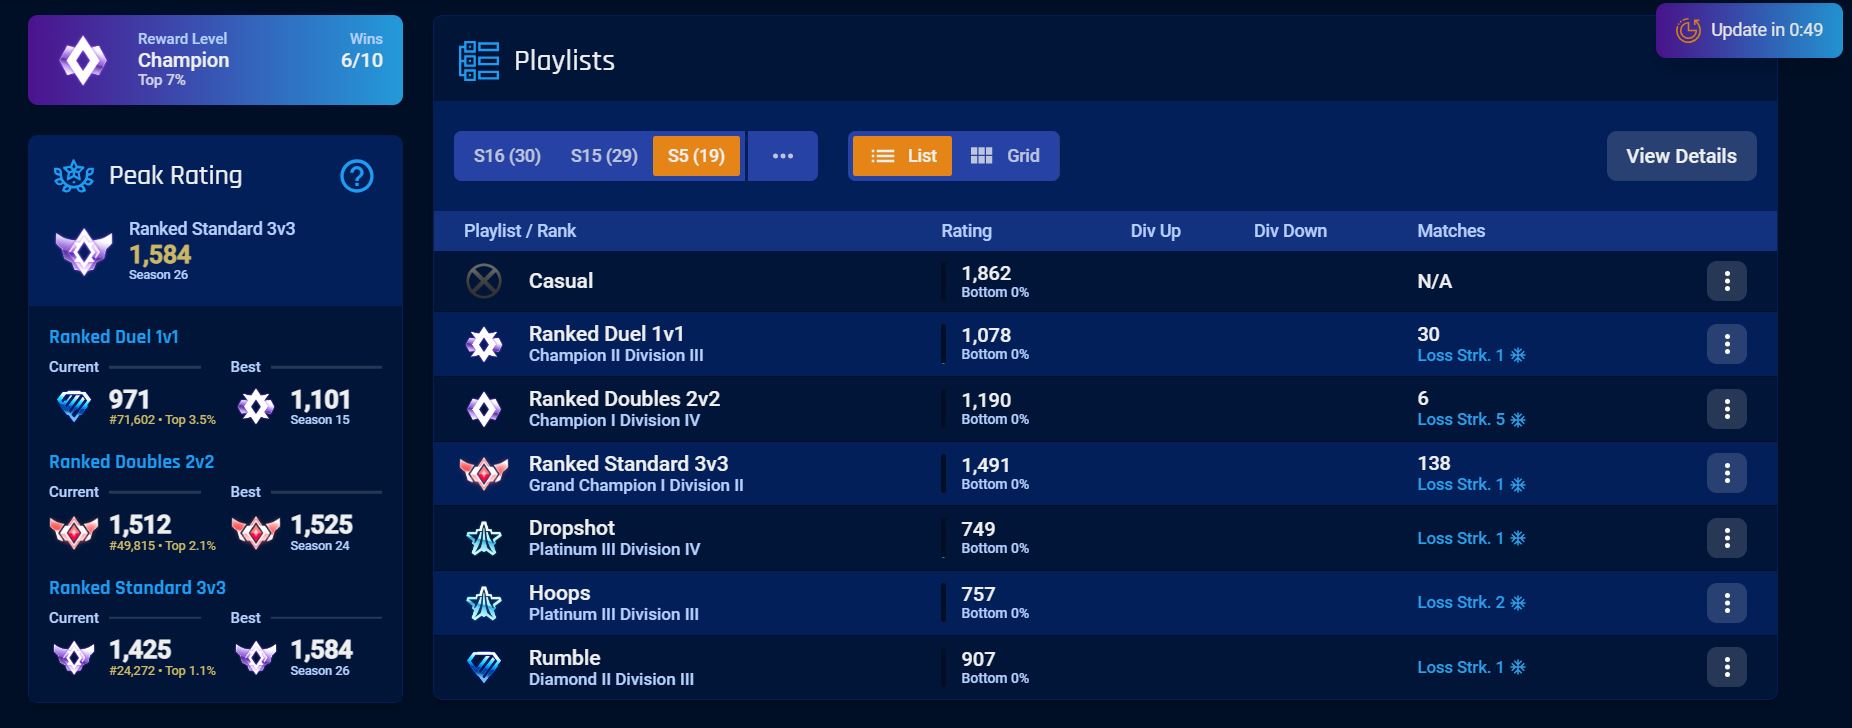 Reward Level
Wins
Champion
6/10
Top 7%
Peak Rating
?
Ranked Standard 3v3
1,584
Season 26
Ranked Duel 1v1
Current
Best
971
#71,602 • Top 3.5%
1,101
Season 15
Ranked Doubles 2v2
Current
Best
1,512
#49,815 • Top 2.1%
1,525
Season 24
Ranked Standard 3v3
Current
Best
1,425
#24,272 • Top 1.1%
1,584
Season 26
Update in 0:49
Playlists
S16 (30)
S15 (29)
S5 (19)
•••
List
Grid
View Details
Playlist / Rank
Rating
Div Up
Div Down
Matches
Casual
1,862
Bottom 0%
N/A
Ranked Duel 1v1
Champion II Division III
1,078
Bottom 0%
30
Loss Strk. 1
Ranked Doubles 2v2
Champion I Division IV
1,190
Bottom 0%
6
Loss Strk. 5
Ranked Standard 3v3
Grand Champion I Division II
1,491
Bottom 0%
138
Loss Strk. 1
Dropshot
Platinum III Division IV
749
Bottom 0%
Loss Strk. 1
Hoops
Platinum III Division III
757
Bottom 0%
Loss Strk. 2
Rumble
Diamond II Division III
907
Bottom 0%
Loss Strk. 1